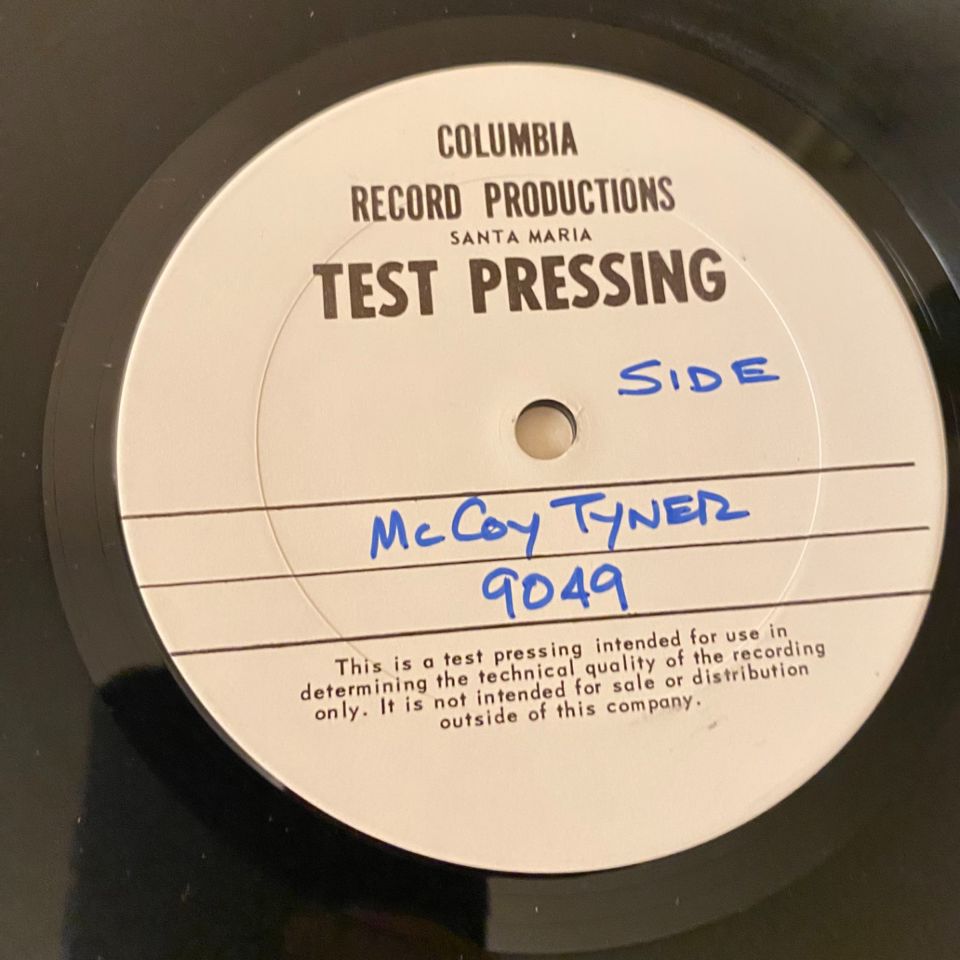 COLUMBIA
RECORD PRODUCTIONS
SANTA MARIA
TEST PRESSING
SIDE
McCoy TYNER
9049
This is a test pressing intended for use in
determining the technical quality of the recording
only. It is not intended for sale or distribution
outside of this company.